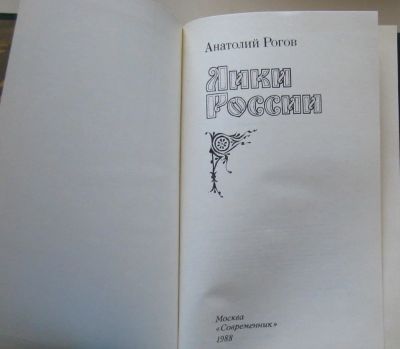 Анатолий Рогов
Лики
России
Москва
«Современник»
1988